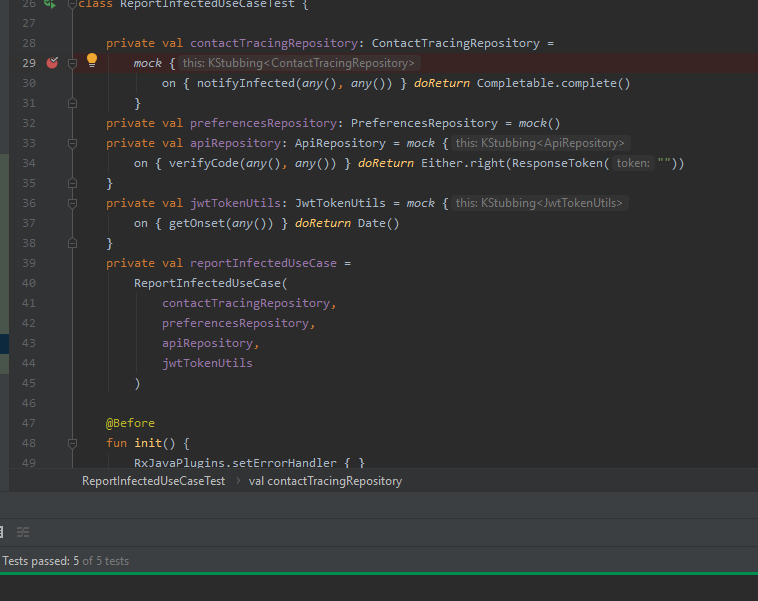 26 class ReportInfectedUseCaseTest {
27
28 private val contactTracingRepository: ContactTracingRepository =
29 mock { this: KStubbing<ContactTracingRepository>
30 on { notifyInfected(any(), any()) } doReturn Completable.complete()
31 }
32 private val preferencesRepository: PreferencesRepository = mock()
33 private val apiRepository: ApiRepository = mock { this: KStubbing<ApiRepository>
34 on { verifyCode(any(), any()) } doReturn Either.right(ResponseToken( token: ""))
35 }
36 private val jwtTokenUtils: JwtTokenUtils = mock { this: KStubbing<JwtTokenUtils>
37 on { getOnset(any()) } doReturn Date()
38 }
39 private val reportInfectedUseCase =
40 ReportInfectedUseCase(
41 contactTracingRepository,
42 preferencesRepository,
43 apiRepository,
44 jwtTokenUtils
45 )
46
47 @Before
48 fun init() {
49 RxJavaPlugins.setErrorHandler { }
ReportInfectedUseCaseTest › val contactTracingRepository
Tests passed: 5 of 5 tests